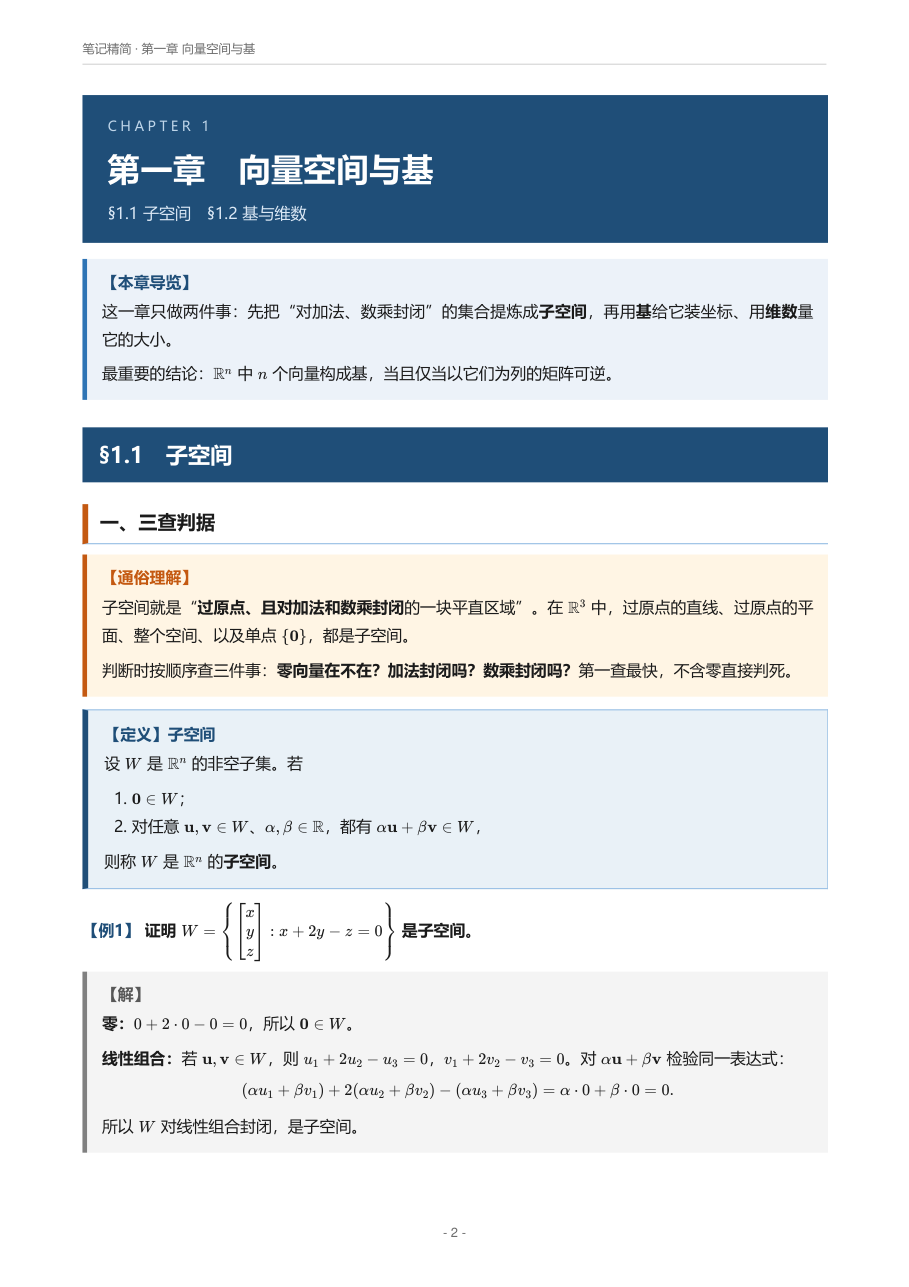 笔记精简 · 第一章 向量空间与基
CHAPTER 1
第一章　向量空间与基
§1.1 子空间　§1.2 基与维数
【本章导览】
这一章只做两件事：先把“对加法、数乘封闭”的集合提炼成子空间，再用基给它装坐标、用维数量
它的大小。
最重要的结论：ℝⁿ 中 n 个向量构成基，当且仅当以它们为列的矩阵可逆。
§1.1　子空间
一、三查判据
【通俗理解】
子空间就是“过原点、且对加法和数乘封闭的一块平直区域”。在 ℝ³ 中，过原点的直线、过原点的平
面、整个空间、以及单点 {0}，都是子空间。
判断时按顺序查三件事：零向量在不在？加法封闭吗？数乘封闭吗？第一查最快，不含零直接判死。
【定义】子空间
设 W 是 ℝⁿ 的非空子集。若
1. 0 ∈ W；
2. 对任意 u, v ∈ W、α, β ∈ ℝ，都有 αu + βv ∈ W，
则称 W 是 ℝⁿ 的子空间。
【例1】 证明 W = { [x y z] : x + 2y − z = 0 } 是子空间。
【解】
零：0 + 2 · 0 − 0 = 0，所以 0 ∈ W。
线性组合：若 u, v ∈ W，则 u₁ + 2u₂ − u₃ = 0，v₁ + 2v₂ − v₃ = 0。对 αu + βv 检验同一表达式：
(αu₁ + βv₁) + 2(αu₂ + βv₂) − (αu₃ + βv₃) = α · 0 + β · 0 = 0.
所以 W 对线性组合封闭，是子空间。
- 2 -